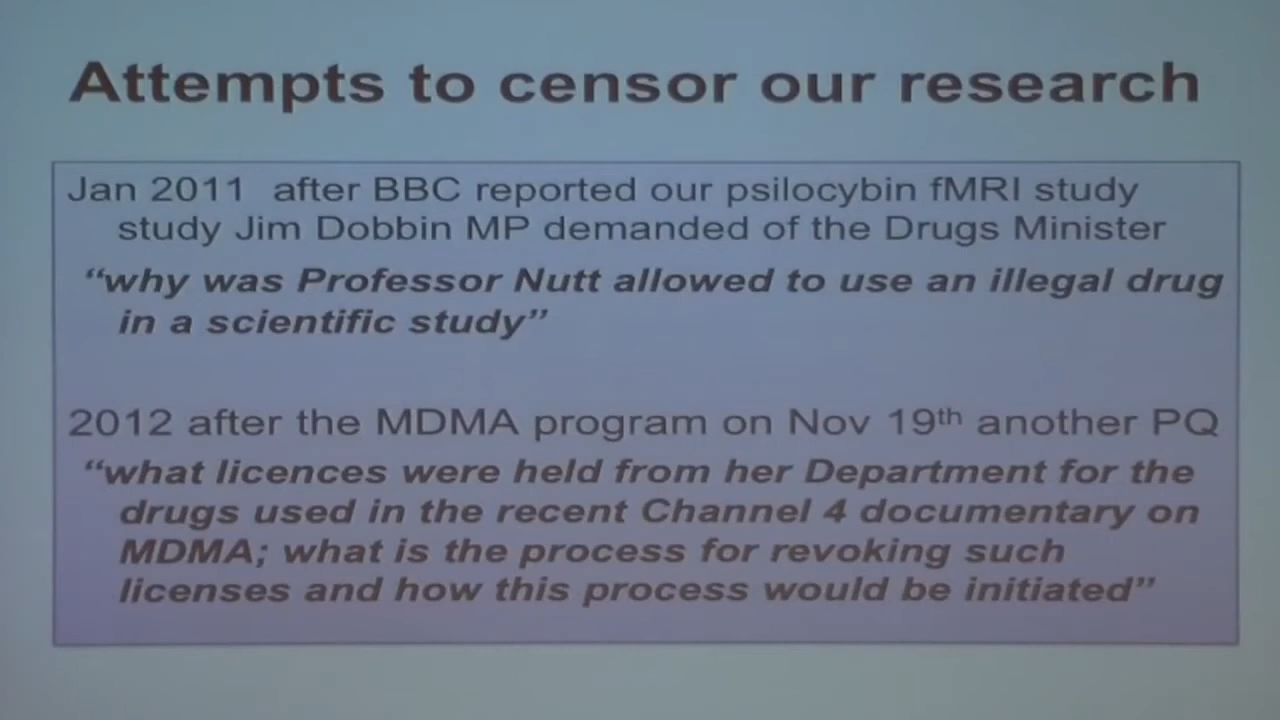 Attempts to censor our research
Jan 2011 after BBC reported our psilocybin fMRI study
study Jim Dobbin MP demanded of the Drugs Minister
“why was Professor Nutt allowed to use an illegal drug
in a scientific study”
2012 after the MDMA program on Nov 19th another PQ
“what licences were held from her Department for the
drugs used in the recent Channel 4 documentary on
MDMA; what is the process for revoking such
licenses and how this process would be initiated”